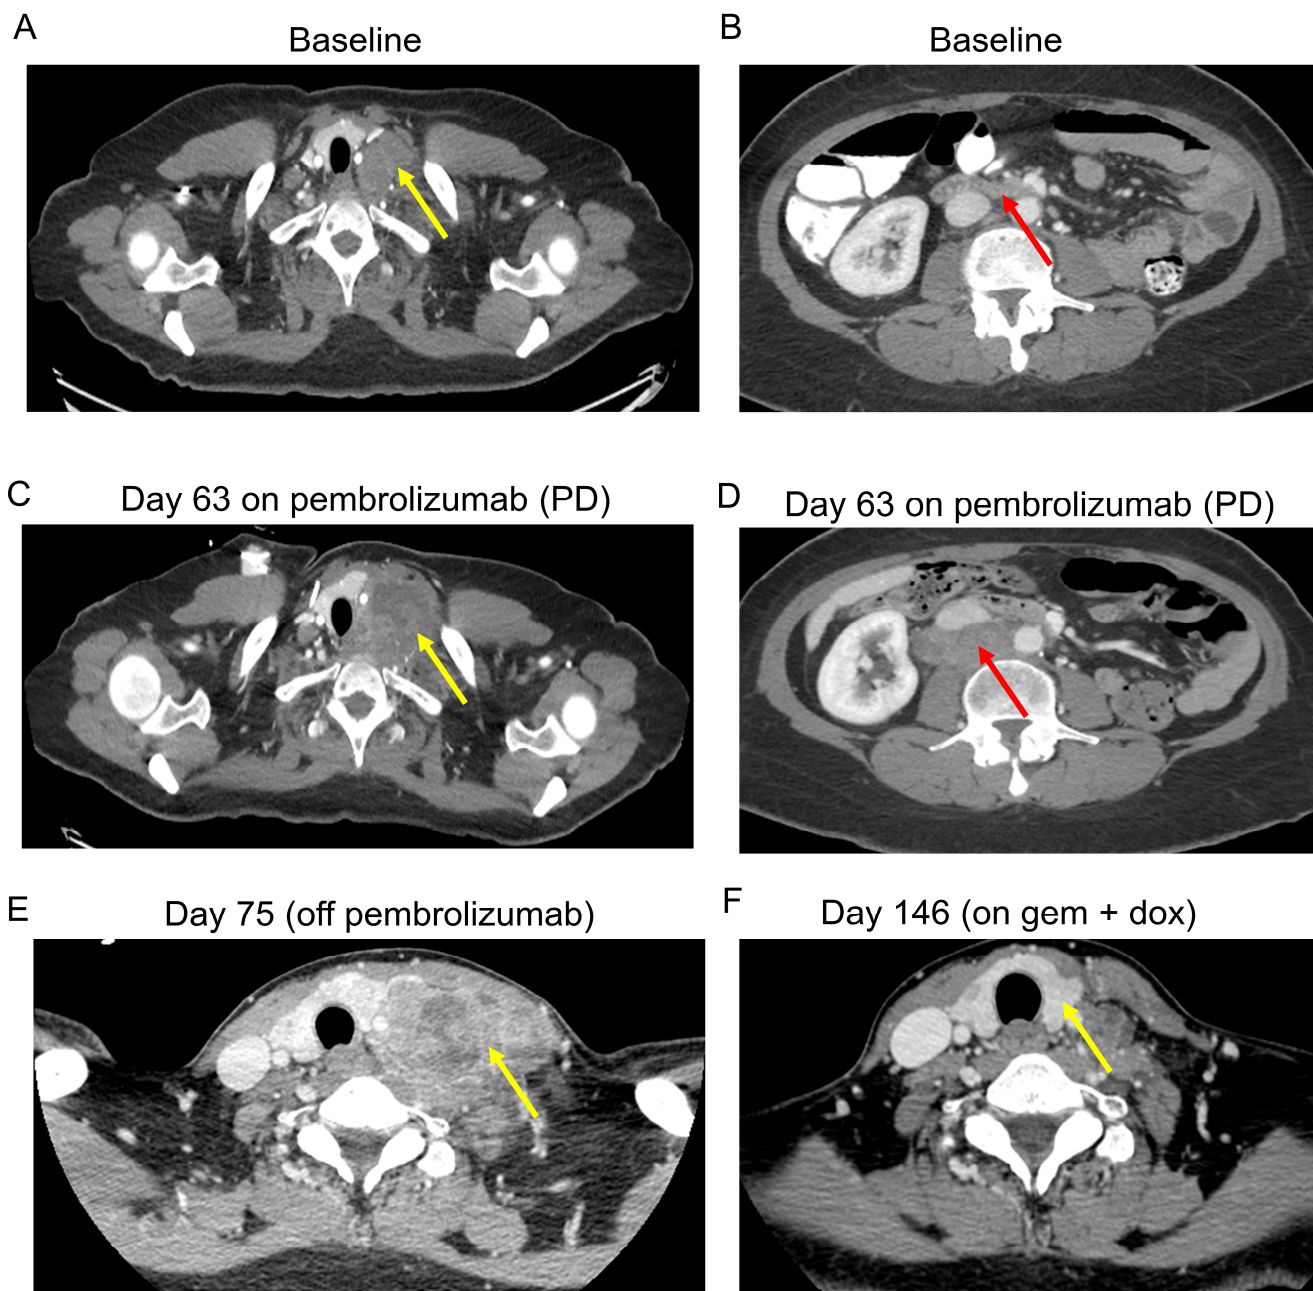 A
Baseline
B
Baseline
C
Day 63 on pembrolizumab (PD)
D
Day 63 on pembrolizumab (PD)
E
Day 75 (off pembrolizumab)
F
Day 146 (on gem + dox)